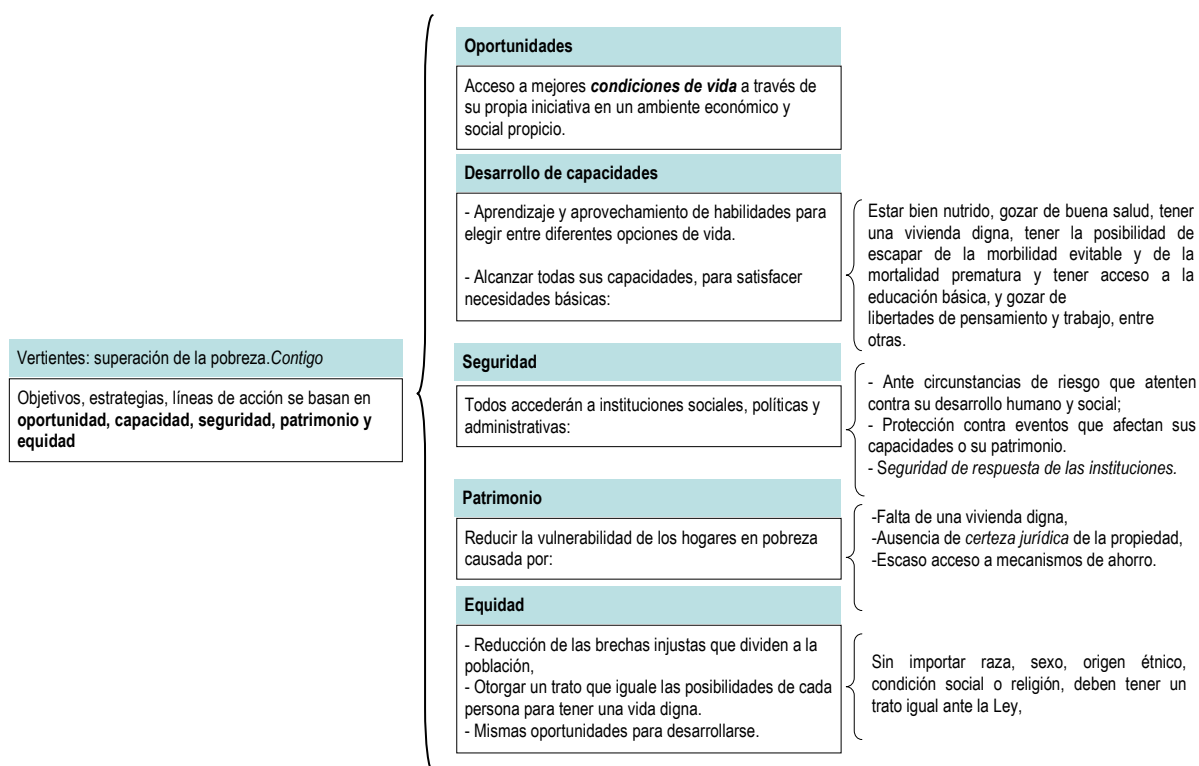 Vertientes: superación de la pobreza.Contigo
Objetivos, estrategias, líneas de acción se basan en
oportunidad, capacidad, seguridad, patrimonio y
equidad
Oportunidades
Acceso a mejores condiciones de vida a través de
su propia iniciativa en un ambiente económico y
social propicio.
Desarrollo de capacidades
- Aprendizaje y aprovechamiento de habilidades para
elegir entre diferentes opciones de vida.
- Alcanzar todas sus capacidades, para satisfacer
necesidades básicas:
Estar bien nutrido, gozar de buena salud, tener
una vivienda digna, tener la posibilidad de
escapar de la morbilidad evitable y de la
mortalidad prematura y tener acceso a la
educación básica, y gozar de
libertades de pensamiento y trabajo, entre
otras.
Seguridad
Todos accederán a instituciones sociales, políticas y
administrativas:
- Ante circunstancias de riesgo que atenten
contra su desarrollo humano y social;
- Protección contra eventos que afectan sus
capacidades o su patrimonio.
- Seguridad de respuesta de las instituciones.
Patrimonio
Reducir la vulnerabilidad de los hogares en pobreza
causada por:
-Falta de una vivienda digna,
-Ausencia de certeza jurídica de la propiedad,
-Escaso acceso a mecanismos de ahorro.
Equidad
- Reducción de las brechas injustas que dividen a la
población,
- Otorgar un trato que iguale las posibilidades de cada
persona para tener una vida digna.
- Mismas oportunidades para desarrollarse.
Sin importar raza, sexo, origen étnico,
condición social o religión, deben tener un
trato igual ante la Ley,